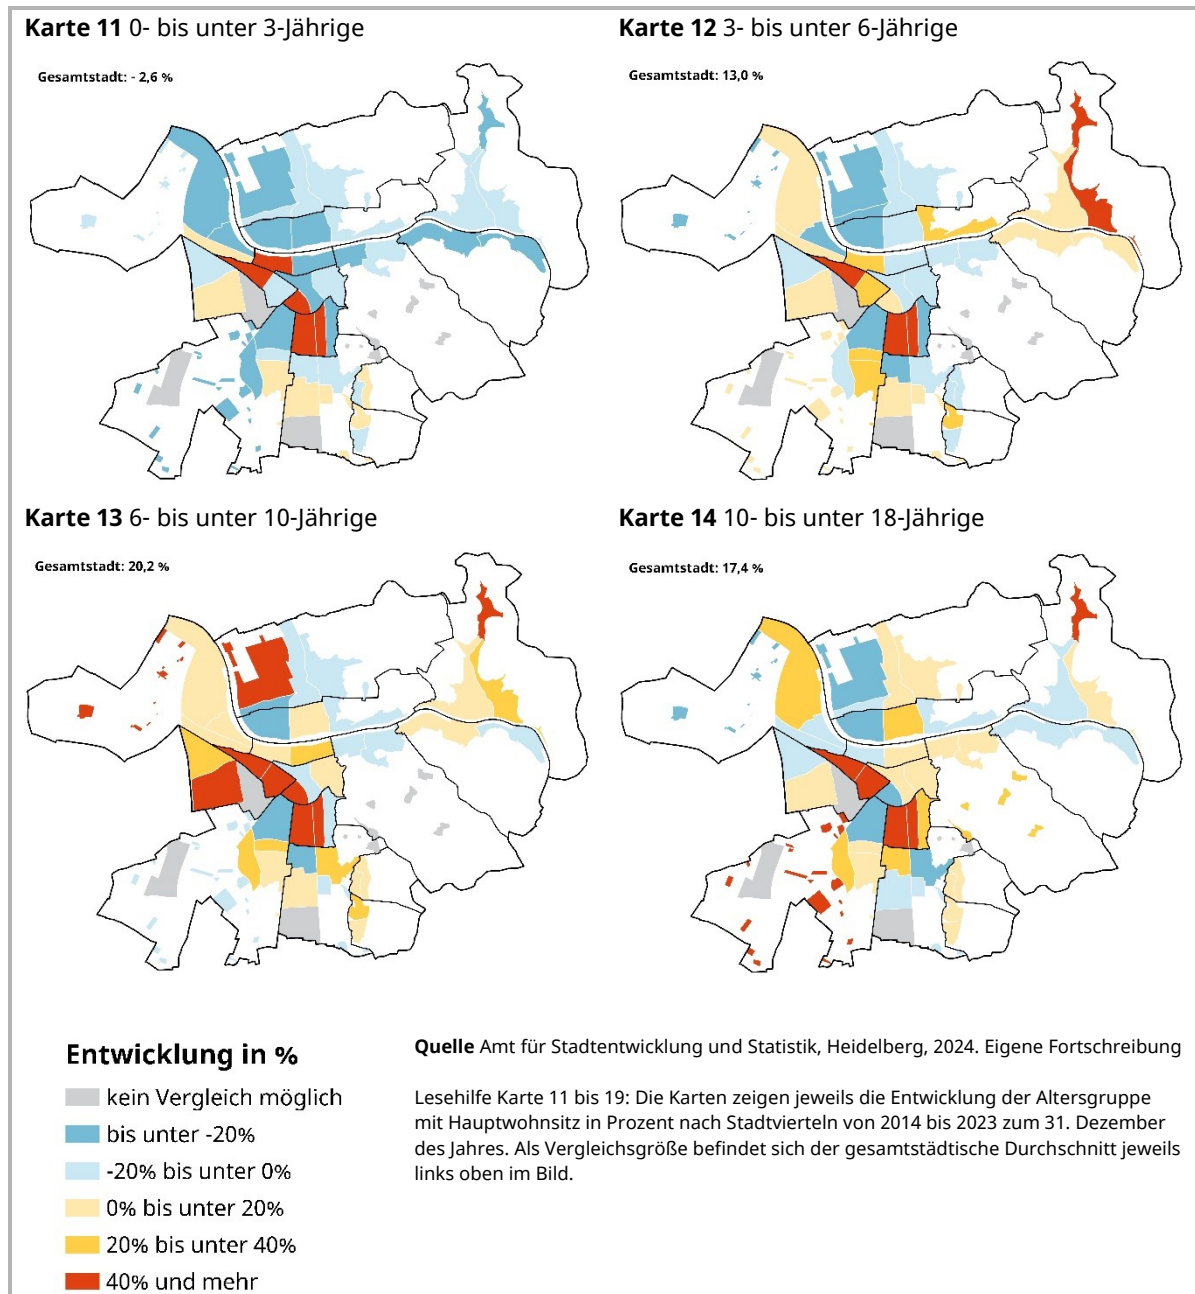 Karte 11 0- bis unter 3-Jährige
Gesamtstadt: - 2,6 %
Karte 12 3- bis unter 6-Jährige
Gesamtstadt: 13,0 %
Karte 13 6- bis unter 10-Jährige
Gesamtstadt: 20,2 %
Karte 14 10- bis unter 18-Jährige
Gesamtstadt: 17,4 %
Entwicklung in %
kein Vergleich möglich
bis unter -20%
-20% bis unter 0%
0% bis unter 20%
20% bis unter 40%
40% und mehr
Quelle Amt für Stadtentwicklung und Statistik, Heidelberg, 2024. Eigene Fortschreibung
Lesehilfe Karte 11 bis 19: Die Karten zeigen jeweils die Entwicklung der Altersgruppe
mit Hauptwohnsitz in Prozent nach Stadtvierteln von 2014 bis 2023 zum 31. Dezember
des Jahres. Als Vergleichsgröße befindet sich der gesamtstädtische Durchschnitt jeweils
links oben im Bild.